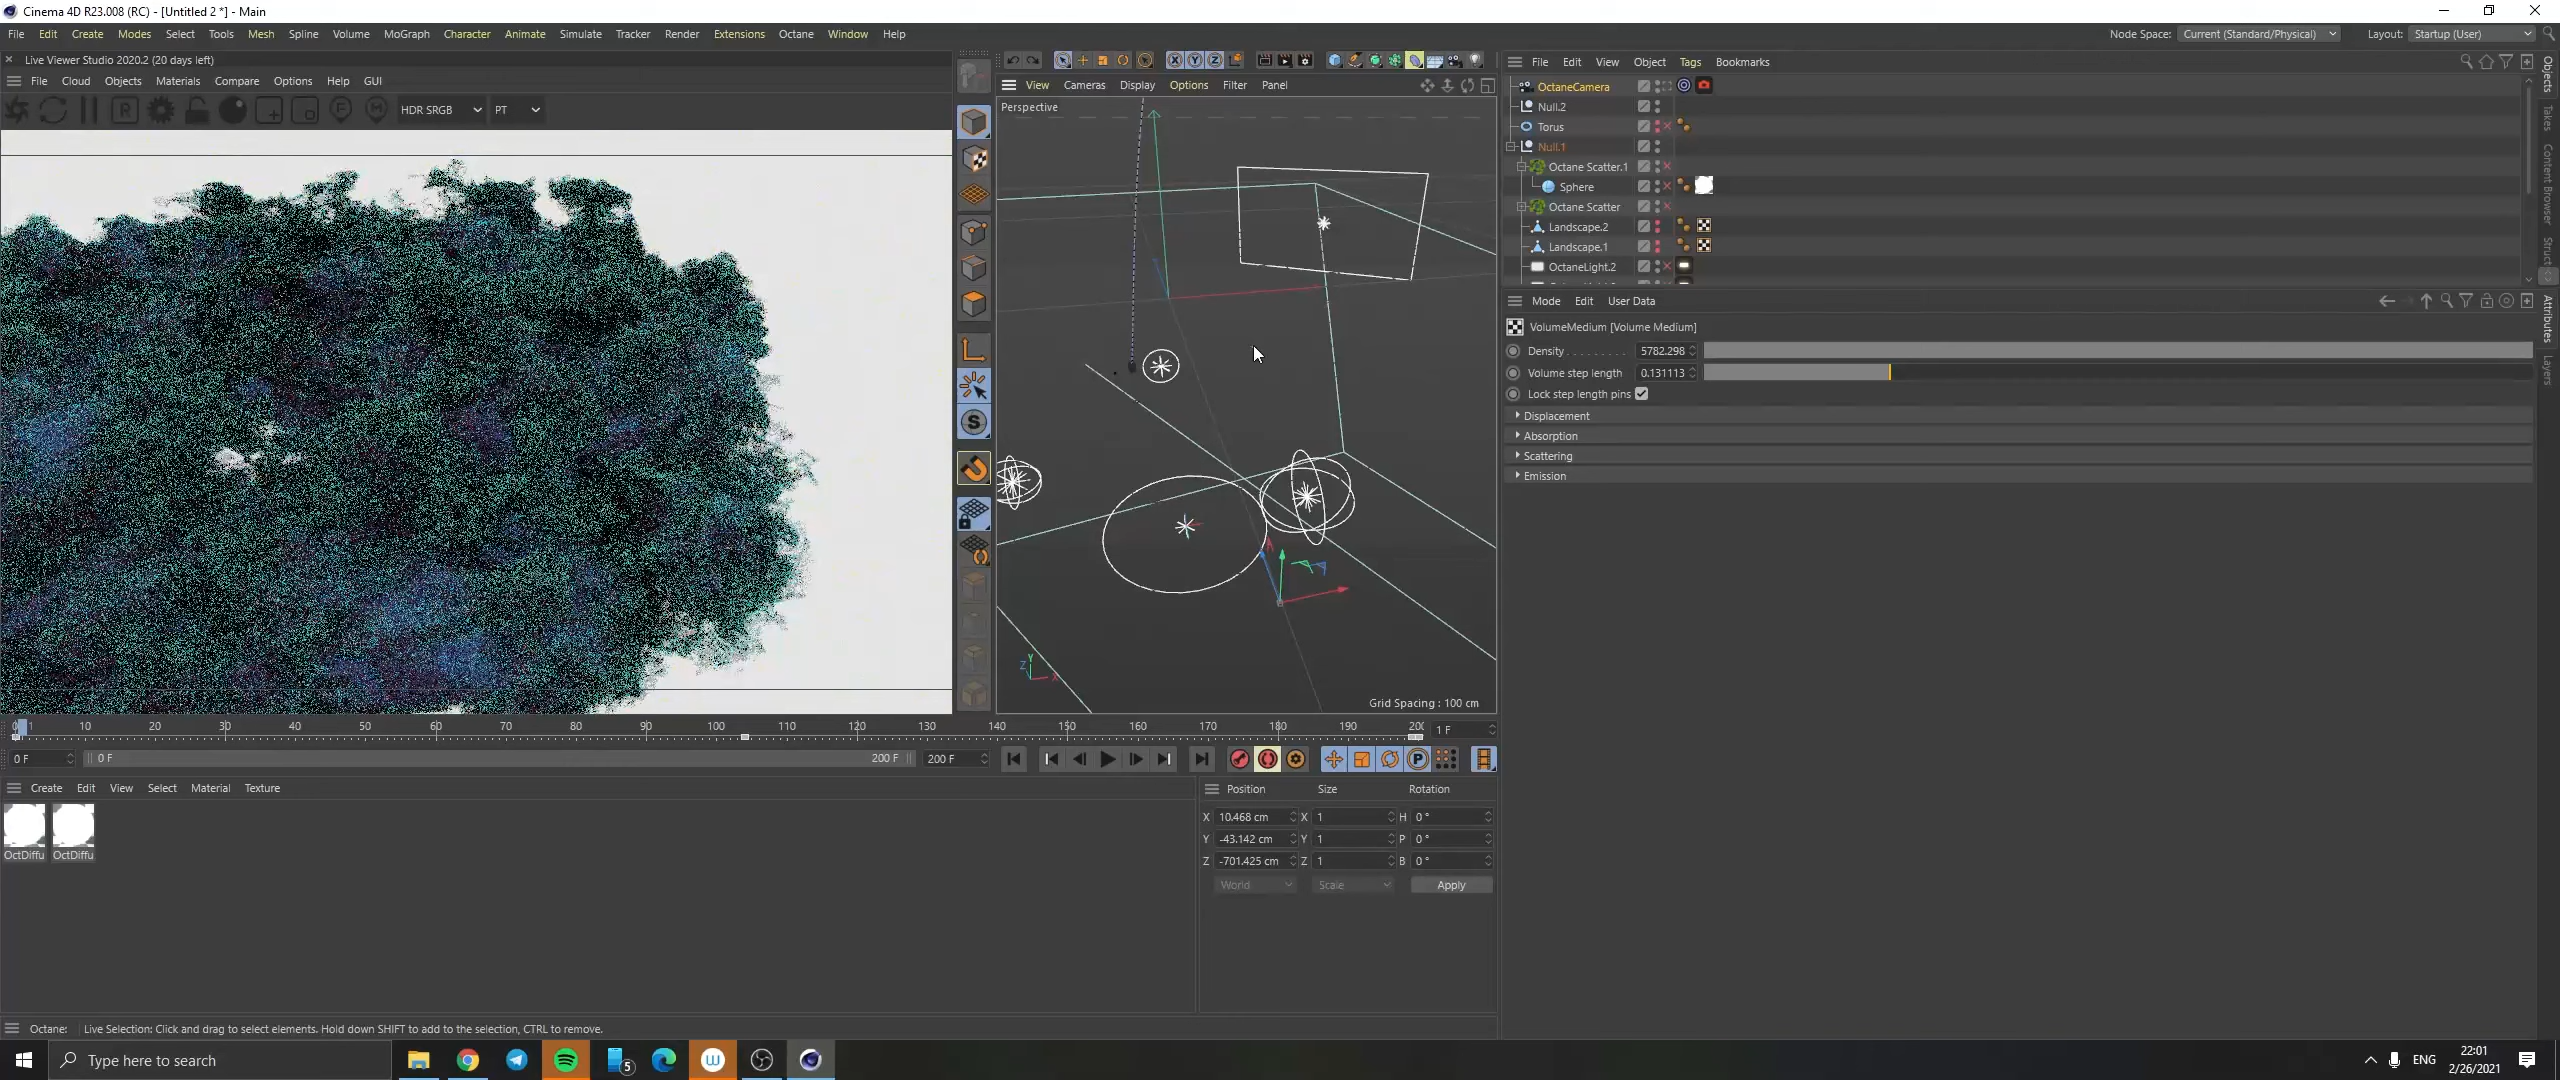 Cinema 4D R23.008 (RC) - [Untitled 2 *] - Main
File Edit Create Modes Select Tools Mesh Spline Volume MoGraph Character Animate Simulate Tracker Render Extensions Octane Window Help
Node Space: Current (Standard/Physical) Layout: Startup (User)
Live Viewer Studio 2020.2 (20 days left)
File Cloud Objects Materials Compare Options Help GUI
HDR SRGB PT
View Cameras Display Options Filter Panel
Perspective
Grid Spacing : 100 cm
File Edit View Object Tags Bookmarks
OctaneCamera
Null.2
Torus
Null.1
Octane Scatter.1
Sphere
Octane Scatter
Landscape.2
Landscape.1
OctaneLight.2
Objects
Takes
Content Browser
Struct
Mode Edit User Data
VolumeMedium [Volume Medium]
Density 5782.298
Volume step length 0.131113
Lock step length pins
Displacement
Absorption
Scattering
Emission
Attributes
Layers
0 1 10 20 30 40 50 60 70 80 90 100 110 120 130 140 150 160 170 180 190 200 1 F
0 F 0 F 200 F 200 F
Create Edit View Select Material Texture
OctDiffu OctDiffu
Position Size Rotation
X 10.468 cm X 1 H 0 °
Y -43.142 cm Y 1 P 0 °
Z -701.425 cm Z 1 B 0 °
World Scale Apply
Octane: Live Selection: Click and drag to select elements. Hold down SHIFT to add to the selection, CTRL to remove.
Type here to search
5
ENG
22:01
2/26/2021